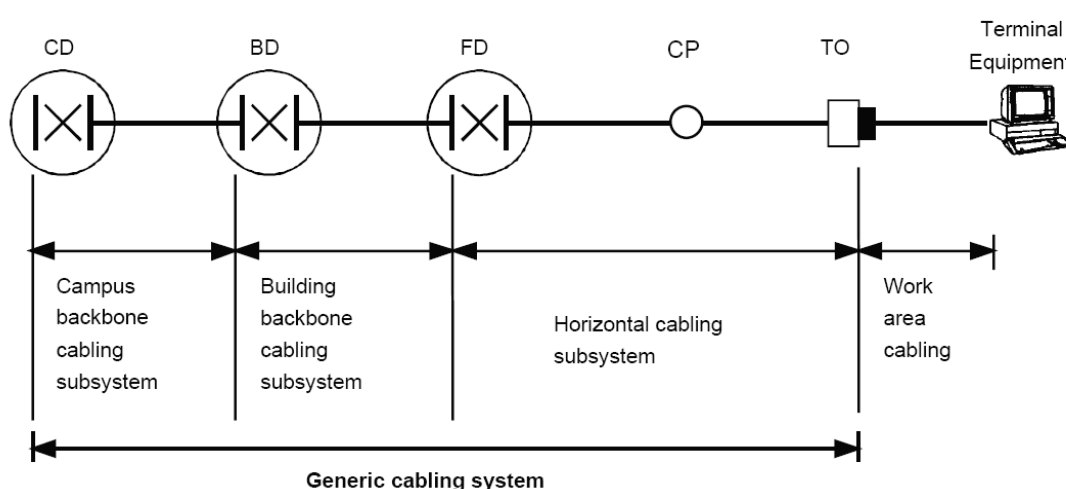 CD
BD
FD
CP
TO
Terminal
Equipment
Campus
backbone
cabling
subsystem
Building
backbone
cabling
subsystem
Horizontal cabling
subsystem
Work
area
cabling
Generic cabling system